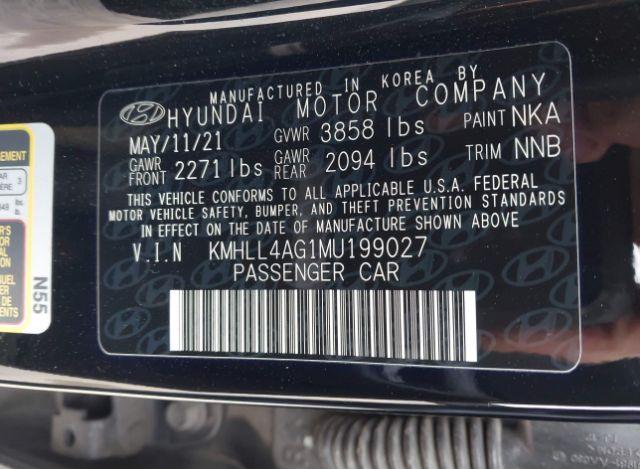 MANUFACTURED IN KOREA BY
HYUNDAI MOTOR COMPANY
MAY/11/21 GVWR 3858 lbs PAINT NKA
GAWR FRONT 2271 lbs GAWR REAR 2094 lbs TRIM NNB
THIS VEHICLE CONFORMS TO ALL APPLICABLE U.S.A. FEDERAL
MOTOR VEHICLE SAFETY, BUMPER, AND THEFT PREVENTION STANDARDS
IN EFFECT ON THE DATE OF MANUFACTURE SHOWN ABOVE
V.I.N KMHLL4AG1MU199027
PASSENGER CAR
N55